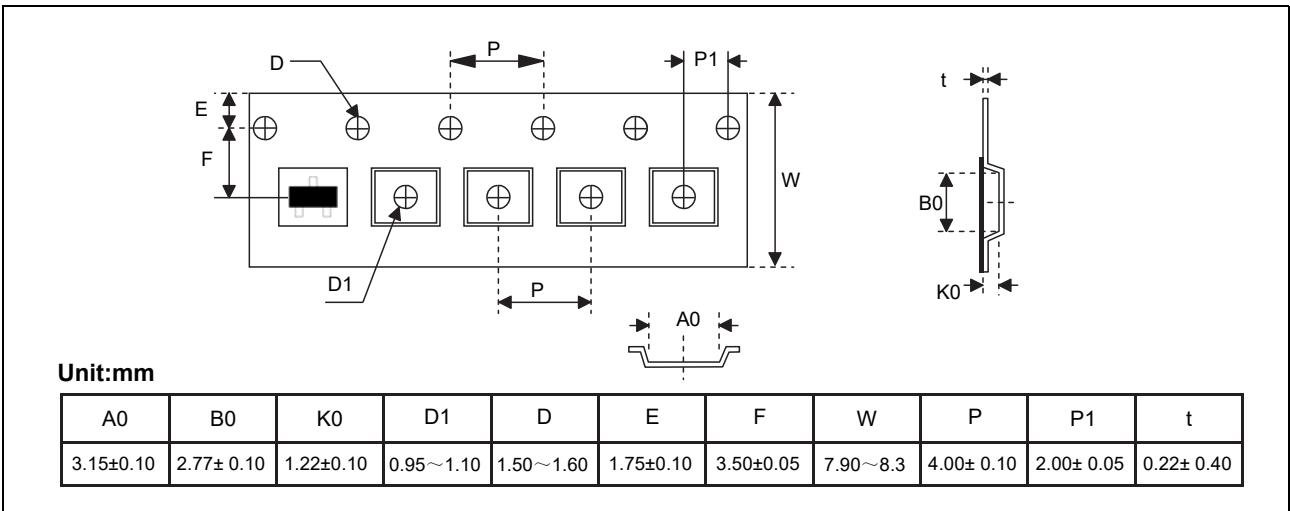 P
P1
D
t
E
F
W
B0
D1
P
K0
A0
Unit:mm
A0 B0 K0 D1 D E F W P P1 t
3.15±0.10 2.77± 0.10 1.22±0.10 0.95～1.10 1.50～1.60 1.75±0.10 3.50±0.05 7.90～8.3 4.00± 0.10 2.00± 0.05 0.22± 0.40